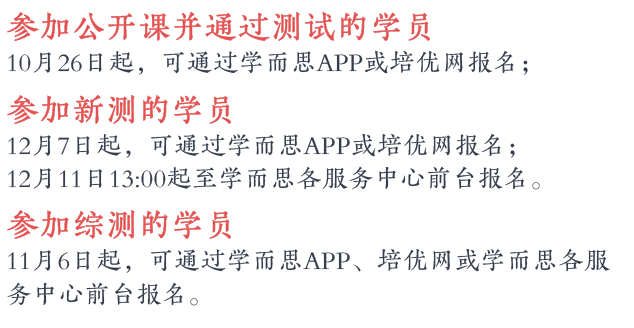 参加公开课并通过测试的学员
10月26日起，可通过学而思APP或培优网报名；
参加新测的学员
12月7日起，可通过学而思APP或培优网报名；
12月11日13:00起至学而思各服务中心前台报名。
参加综测的学员
11月6日起，可通过学而思APP、培优网或学而思各服
务中心前台报名。